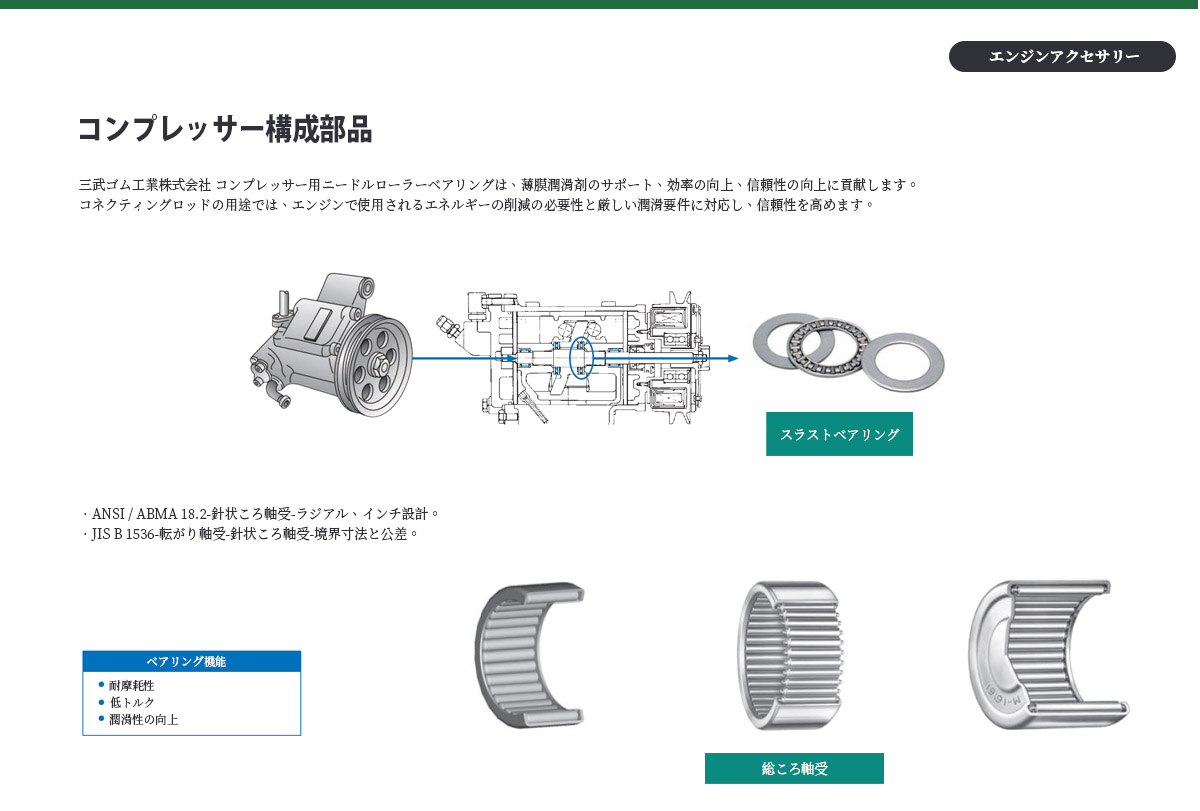 エンジンアクセサリー
コンプレッサー構成部品
三武ゴム工業株式会社 コンプレッサー用ニードルローラーベアリングは、薄膜潤滑剤のサポート、効率の向上、信頼性の向上に貢献します。
コネクティングロッドの用途では、エンジンで使用されるエネルギーの削減の必要性と厳しい潤滑要件に対応し、信頼性を高めます。
スラストベアリング
· ANSI / ABMA 18.2-針状ころ軸受-ラジアル、インチ設計。
· JIS B 1536-転がり軸受-針状ころ軸受-境界寸法と公差。
ベアリング機能
• 耐摩耗性
• 低トルク
• 潤滑性の向上
M-16161
総ころ軸受